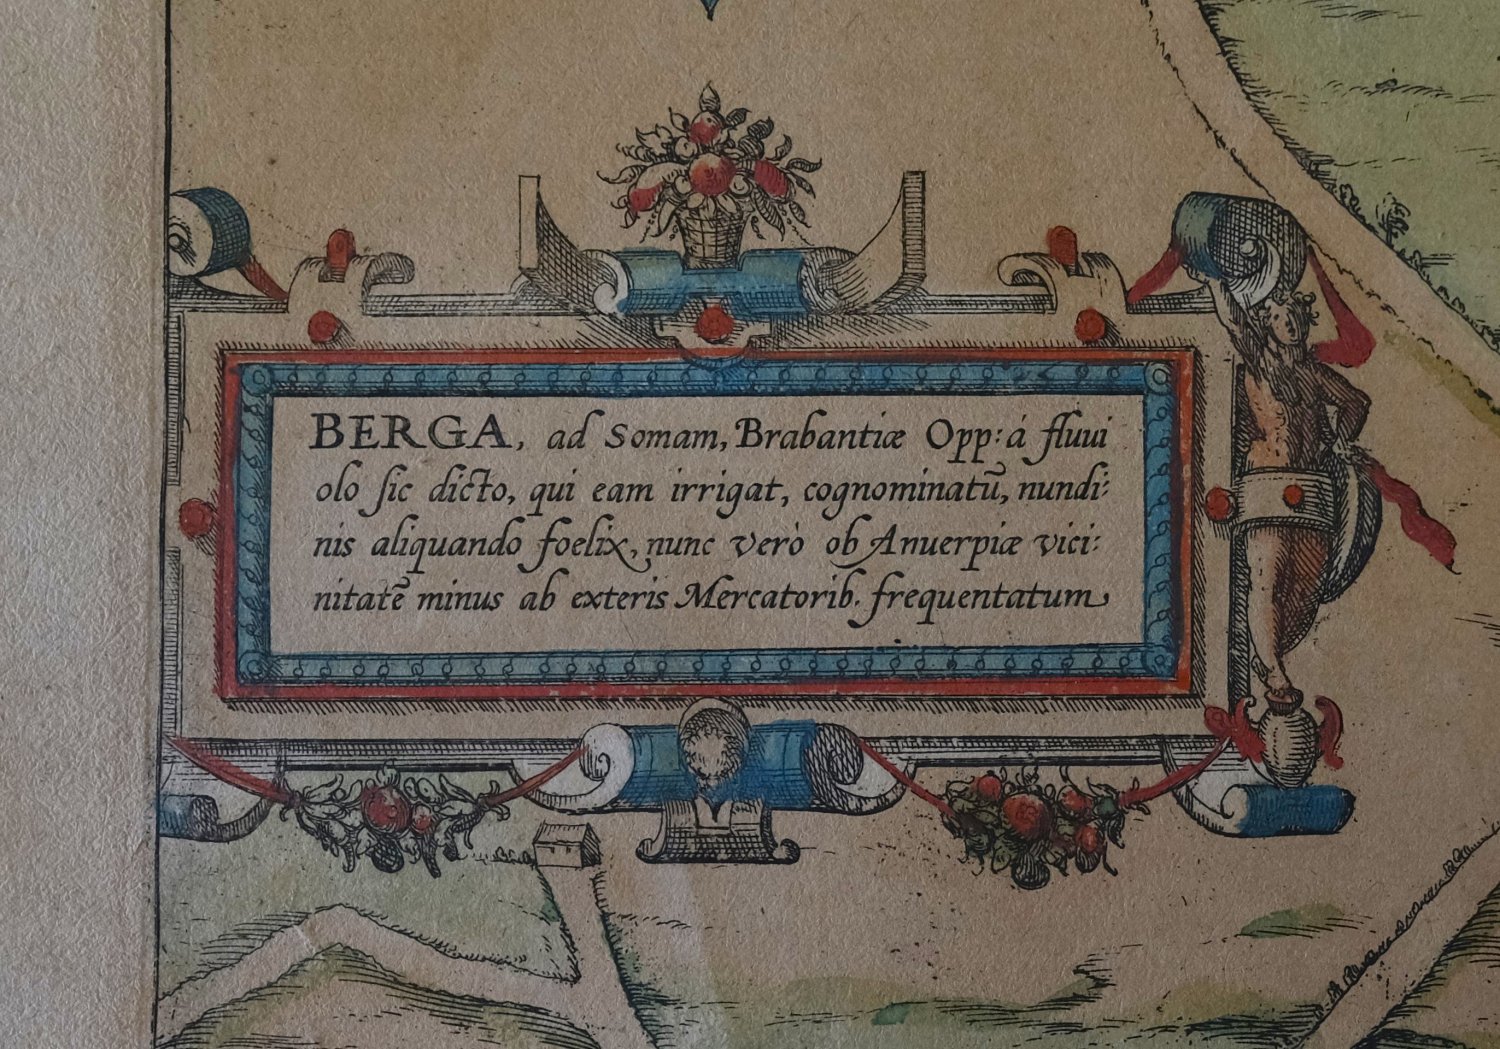 BERGA, ad Somam, Brabantiæ Opp: á fluui
olo sic dicto, qui eam irrigat, cognominatū, nundi:
nis aliquando foelix, nunc verò ob Anuerpiæ vici:
nitatē minus ab exteris Mercatorib. frequentatum